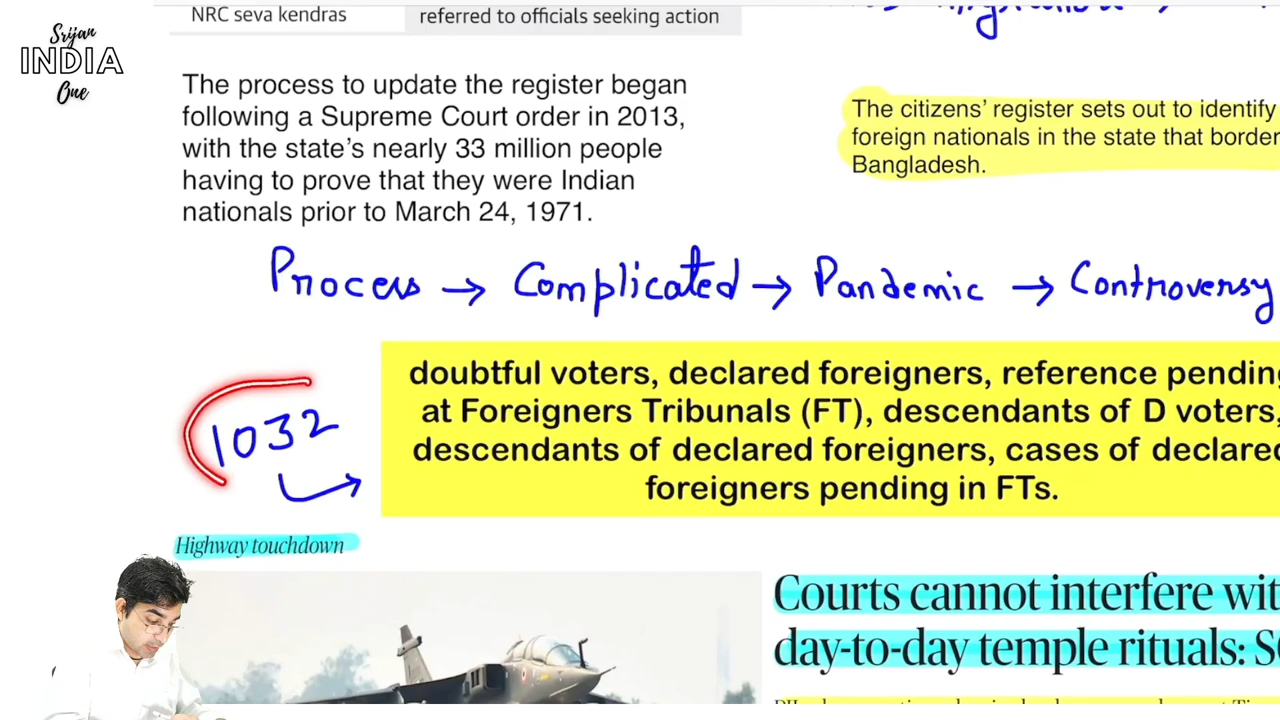 Srijan
INDIA
One
NRC seva kendras
referred to officials seeking action
The process to update the register began
following a Supreme Court order in 2013,
with the state's nearly 33 million people
having to prove that they were Indian
nationals prior to March 24, 1971.
The citizens' register sets out to identify
foreign nationals in the state that border
Bangladesh.
Process → Complicated → Pandemic → Controversy
1032
doubtful voters, declared foreigners, reference pending
at Foreigners Tribunals (FT), descendants of D voters,
descendants of declared foreigners, cases of declared
foreigners pending in FTs.
Highway touchdown
Courts cannot interfere wit
day-to-day temple rituals: S